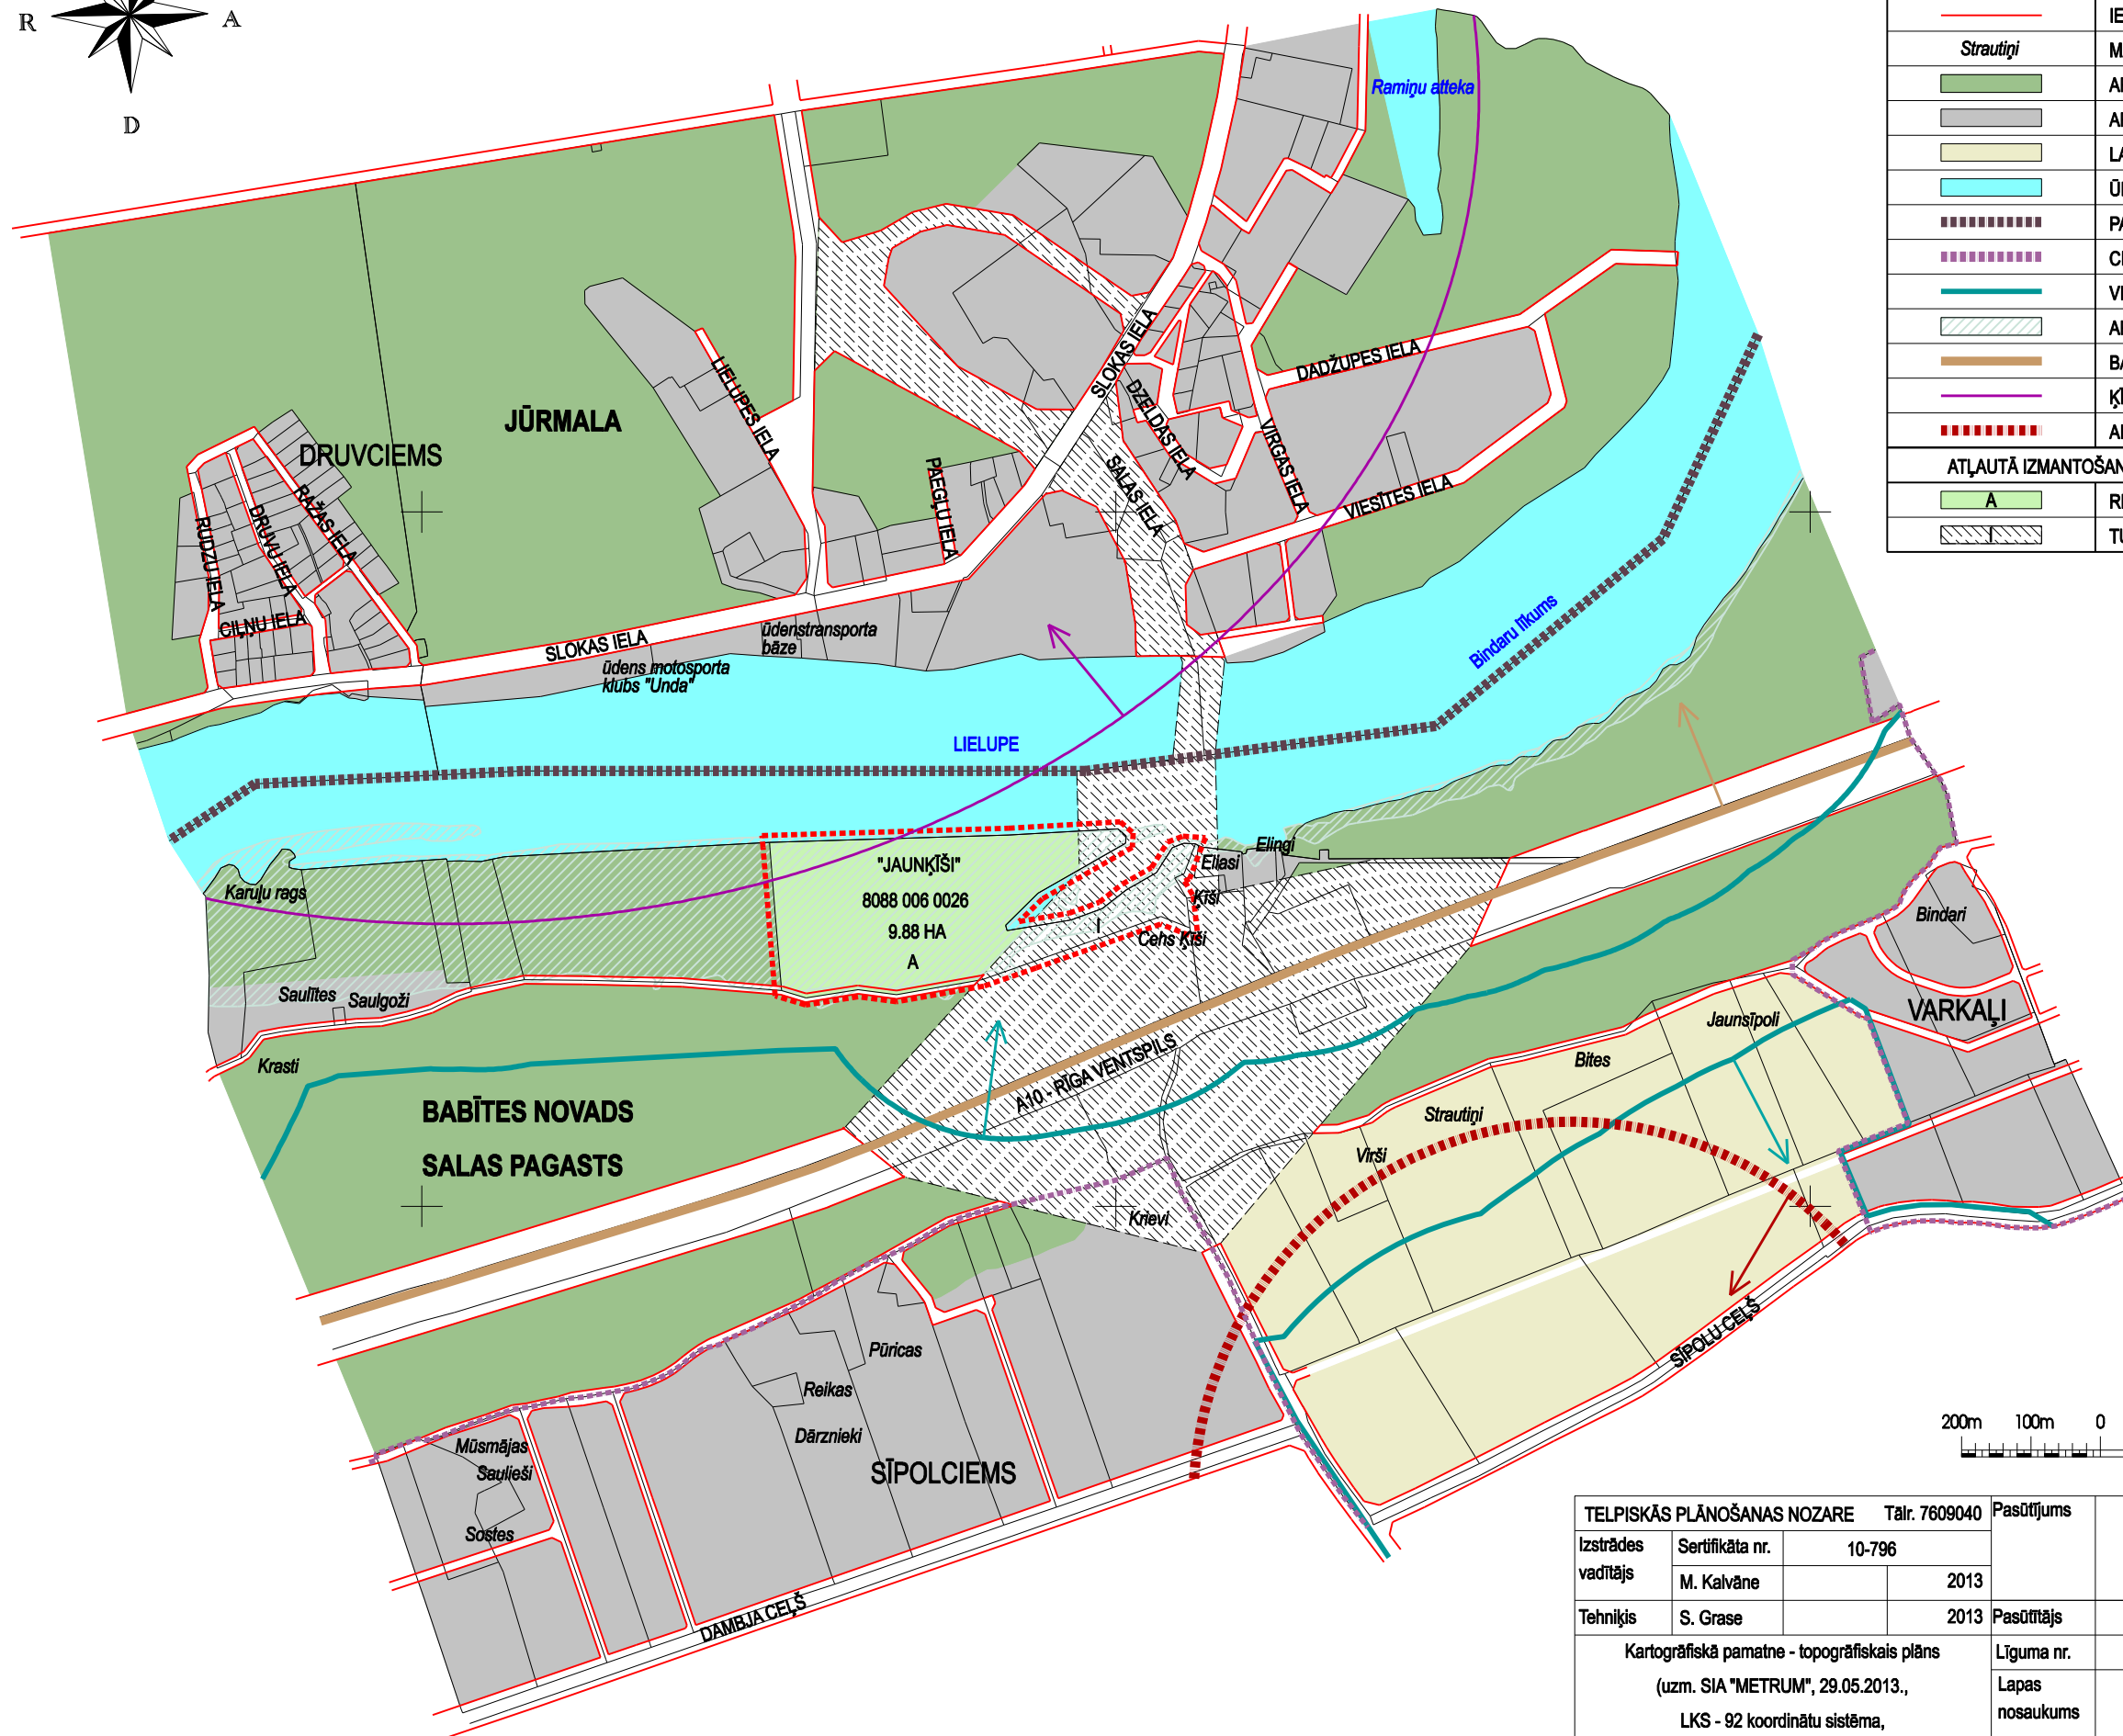 R
A
D
Strautiņi
ATĻAUTĀ
A
I
Ramiņu atteka
JŪRMALA
DRUVCIEMS
LIELUPES IELA
SLOKAS IELA
DADŽUPES IELA
DZELDAS IELA
VIRGAS IELA
SALAS IELA
VIESĪTES IELA
PAEGĻU IELA
RAŽAS IELA
DRUVU IELA
RUDZU IELA
CIĻŅU IELA
SLOKAS IELA
ūdenstransporta
bāze
ūdens motosporta
klubs "Unda"
Bindaru līkums
LIELUPE
"JAUNĶĪŠI"
8088 006 0026
9.88 HA
A
I
Eliasi
Elingi
Ķīši
Cehs Ķīši
Karuļu rags
Saulītes
Saulgoži
Krasti
Bindari
VARKAĻI
Jaunsīpoli
Bites
Strautiņi
Virši
A10 - RĪGA VENTSPILS
BABĪTES NOVADS
SALAS PAGASTS
Krievi
Pūricas
Reikas
Dārznieki
SĪPOLCIEMS
Mūsmājas
Saulieši
Sostes
DAMBJA CEĻŠ
SĪPOLU CEĻŠ
200m 100m 0
TELPISKĀS PLĀNOŠANAS NOZARE Tālr. 7609040 Pasūtījums
Izstrādes
vadītājs
Sertifikāta nr. 10-796
M. Kalvāne 2013
Tehniķis S. Grase 2013 Pasūtītājs
Kartogrāfiskā pamatne - topogrāfiskais plāns
(uzm. SIA "METRUM", 29.05.2013.,
LKS - 92 koordinātu sistēma,
Līguma nr.
Lapas
nosaukums